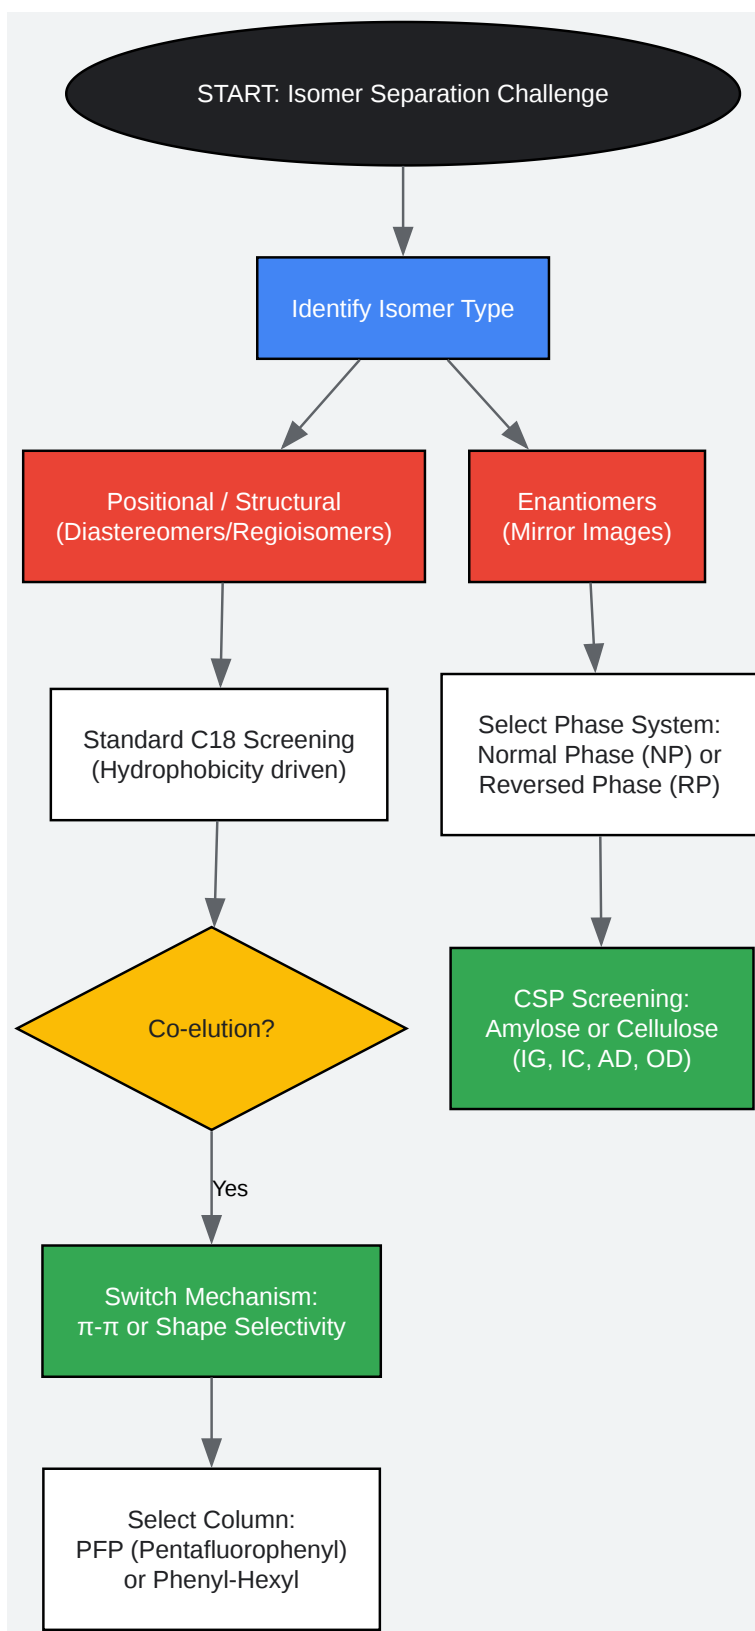 START: Isomer Separation Challenge
Identify Isomer Type
Positional / Structural
(Diastereomers/Regioisomers)
Enantiomers
(Mirror Images)
Standard C18 Screening
(Hydrophobicity driven)
Select Phase System:
Normal Phase (NP) or
Reversed Phase (RP)
Co-elution?
CSP Screening:
Amylose or Cellulose
(IG, IC, AD, OD)
Yes
Switch Mechanism:
π-π or Shape Selectivity
Select Column:
PFP (Pentafluorophenyl)
or Phenyl-Hexyl